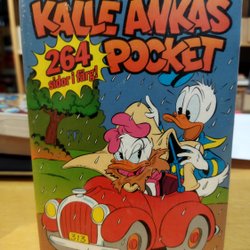 KALLE ANKAS
POCKET
264
sidor i färg!
313